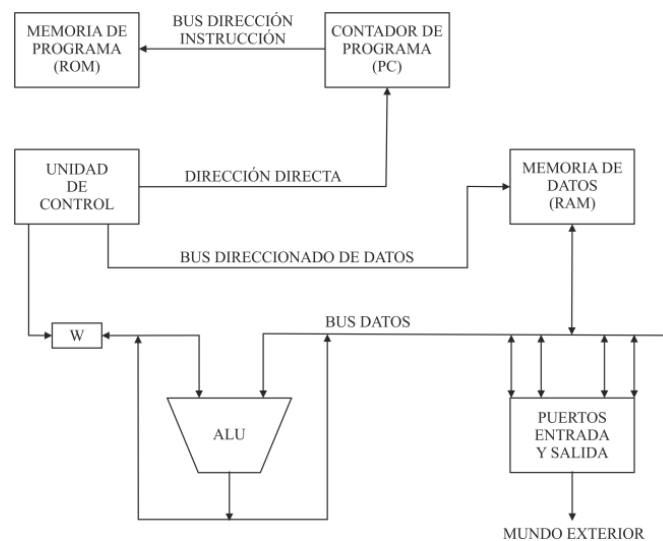 MEMORIA DE
PROGRAMA
(ROM)
BUS DIRECCIÓN
INSTRUCCIÓN
CONTADOR DE
PROGRAMA
(PC)
UNIDAD
DE
CONTROL
DIRECCIÓN DIRECTA
MEMORIA DE
DATOS
(RAM)
BUS DIRECCIONADO DE DATOS
W
BUS DATOS
ALU
PUERTOS
ENTRADA
Y SALIDA
MUNDO EXTERIOR